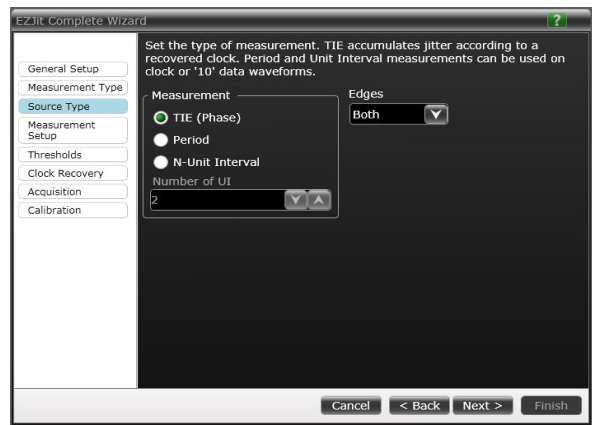 EZJit Complete Wizard
?
General Setup
Measurement Type
Source Type
Measurement
Setup
Thresholds
Clock Recovery
Acquisition
Calibration
Set the type of measurement. TIE accumulates jitter according to a
recovered clock. Period and Unit Interval measurements can be used on
clock or '10' data waveforms.
Measurement
TIE (Phase)
Period
N-Unit Interval
Number of UI
2
Edges
Both
Cancel
< Back
Next >
Finish